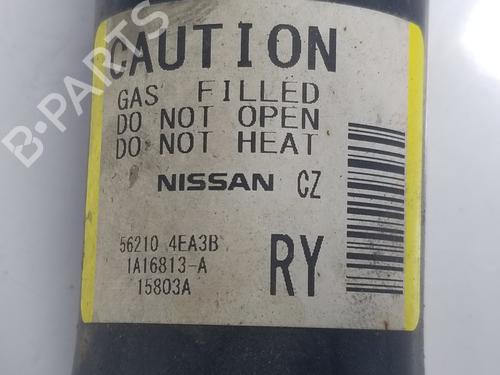 CAUTION
GAS FILLED
DO NOT OPEN
DO NOT HEAT
NISSAN CZ
56210 4EA3B
1A16813-A
15803A
RY
B-PARTS